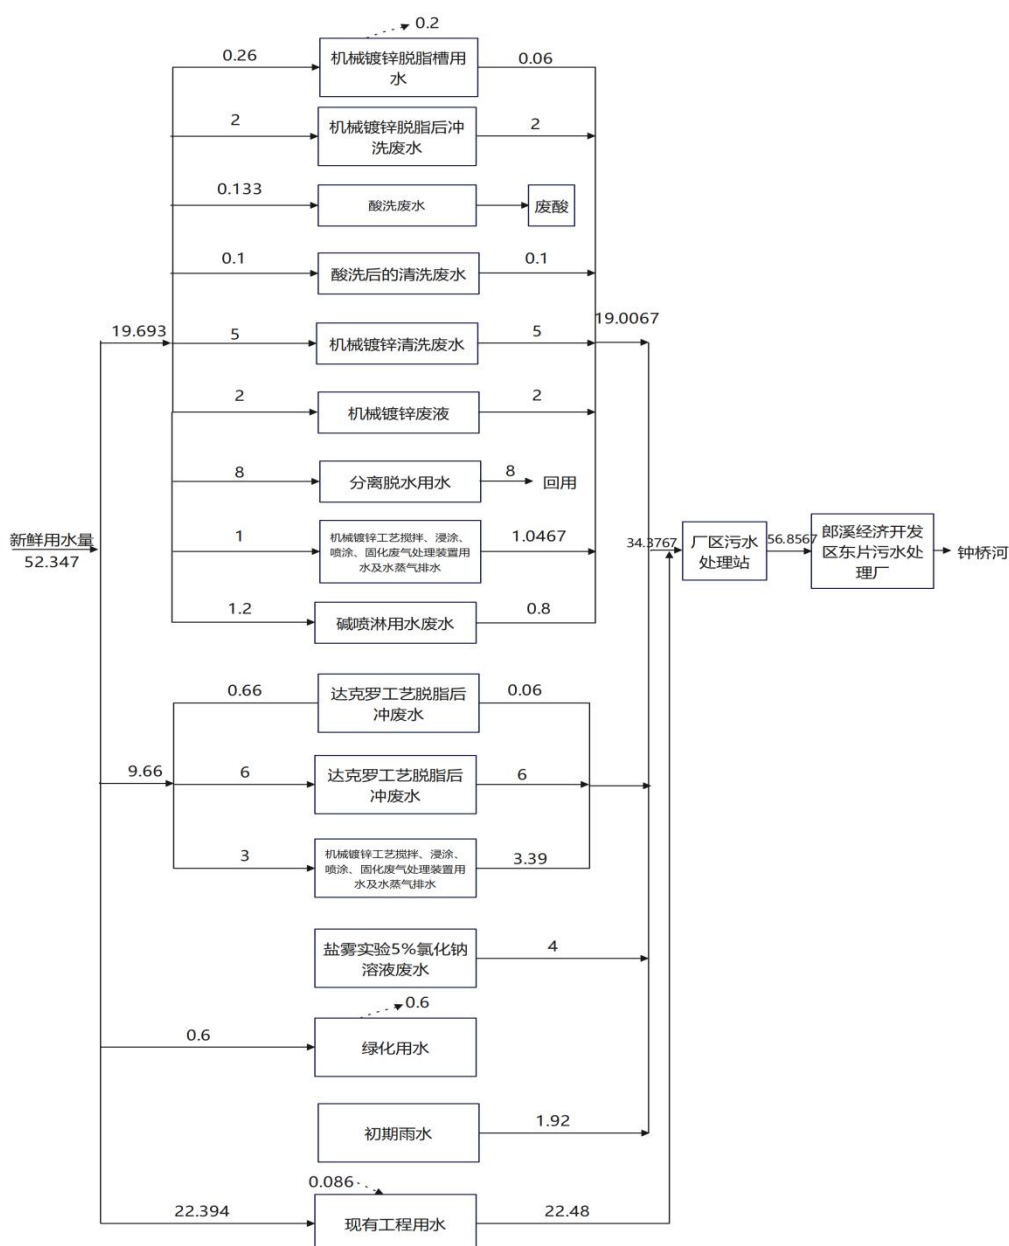 0.2
0.26
机械镀锌脱脂槽用
水
0.06
2
机械镀锌脱脂后冲
洗废水
2
0.133
酸洗废水
废酸
0.1
酸洗后的清洗废水
0.1
19.0067
19.693
5
机械镀锌清洗废水
5
2
机械镀锌废液
2
8
分离脱水用水
8
回用
新鲜用水量
52.347
1
机械镀锌工艺搅拌、浸涂、
喷涂、固化废气处理装置用
水及水蒸气排水
1.0467
34.3767
厂区污水
处理站
56.8567
郎溪经济开发
区东片污水处
理厂
钟桥河
1.2
碱喷淋用水废水
0.8
0.66
达克罗工艺脱脂后
冲废水
0.06
9.66
6
达克罗工艺脱脂后
冲废水
6
3
机械镀锌工艺搅拌、浸涂、
喷涂、固化废气处理装置用
水及水蒸气排水
3.39
盐雾实验5%氯化钠
溶液废水
4
0.6
0.6
绿化用水
初期雨水
1.92
0.086
22.394
现有工程用水
22.48